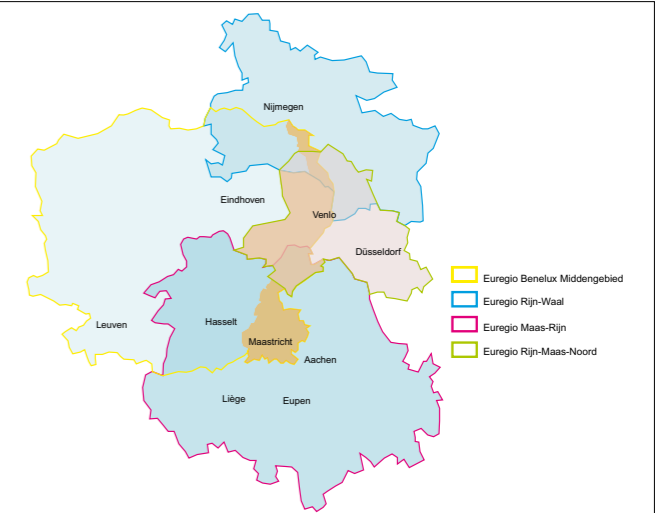 Nijmegen
Eindhoven
Venlo
Düsseldorf
Leuven
Hasselt
Maastricht
Aachen
Liège
Eupen
Euregio Benelux Middengebied
Euregio Rijn-Waal
Euregio Maas-Rijn
Euregio Rijn-Maas-Noord